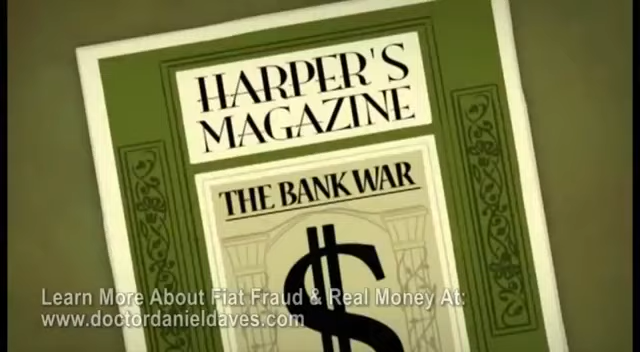 HARPER'S
MAGAZINE
THE BANK WAR
$
Learn More About Fiat Fraud & Real Money At:
www.doctordanieldaves.com